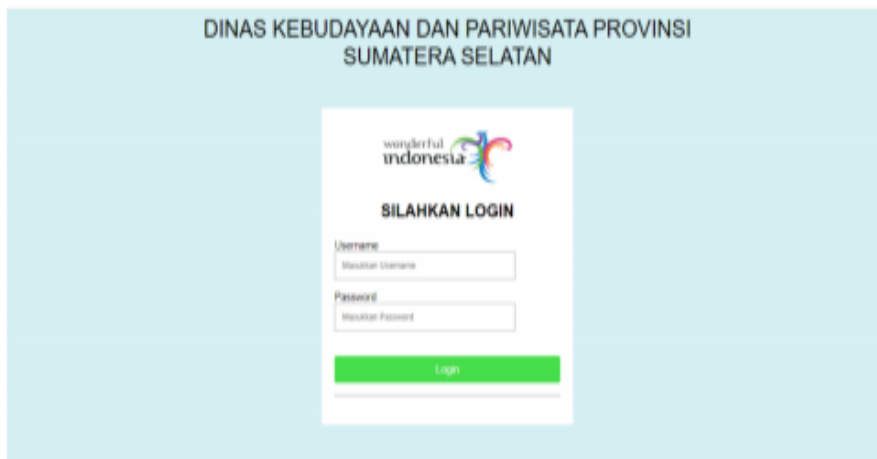 DINAS KEBUDAYAAN DAN PARIWISATA PROVINSI
SUMATERA SELATAN
wonderful
indonesia
SILAHKAN LOGIN
Username
Masukkan Username
Password
Masukkan Password
Login